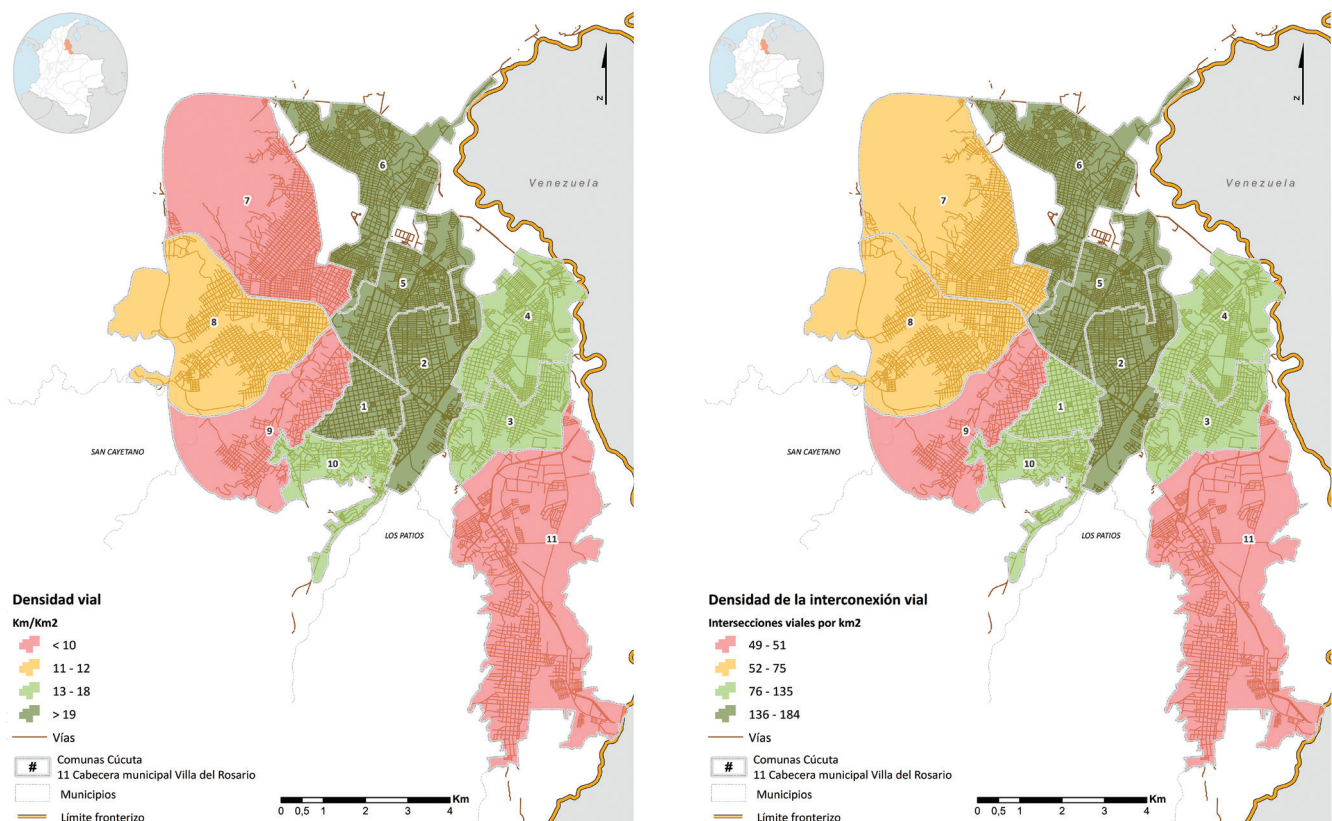 Z
Venezuela
6
7
5
4
8
2
1
3
9
10
SAN CAYETANO
LOS PATIOS
11
Densidad vial
Km/Km2
< 10
11 - 12
13 - 18
> 19
Vías
# Comunas Cúcuta
11 Cabecera municipal Villa del Rosario
Municipios
Límite fronterizo
Km
0 0,5 1 2 3 4
Z
Venezuela
6
7
5
4
8
2
1
3
9
10
SAN CAYETANO
LOS PATIOS
11
Densidad de la interconexión vial
Intersecciones viales por km2
49 - 51
52 - 75
76 - 135
136 - 184
Vías
# Comunas Cúcuta
11 Cabecera municipal Villa del Rosario
Municipios
Límite fronterizo
Km
0 0,5 1 2 3 4